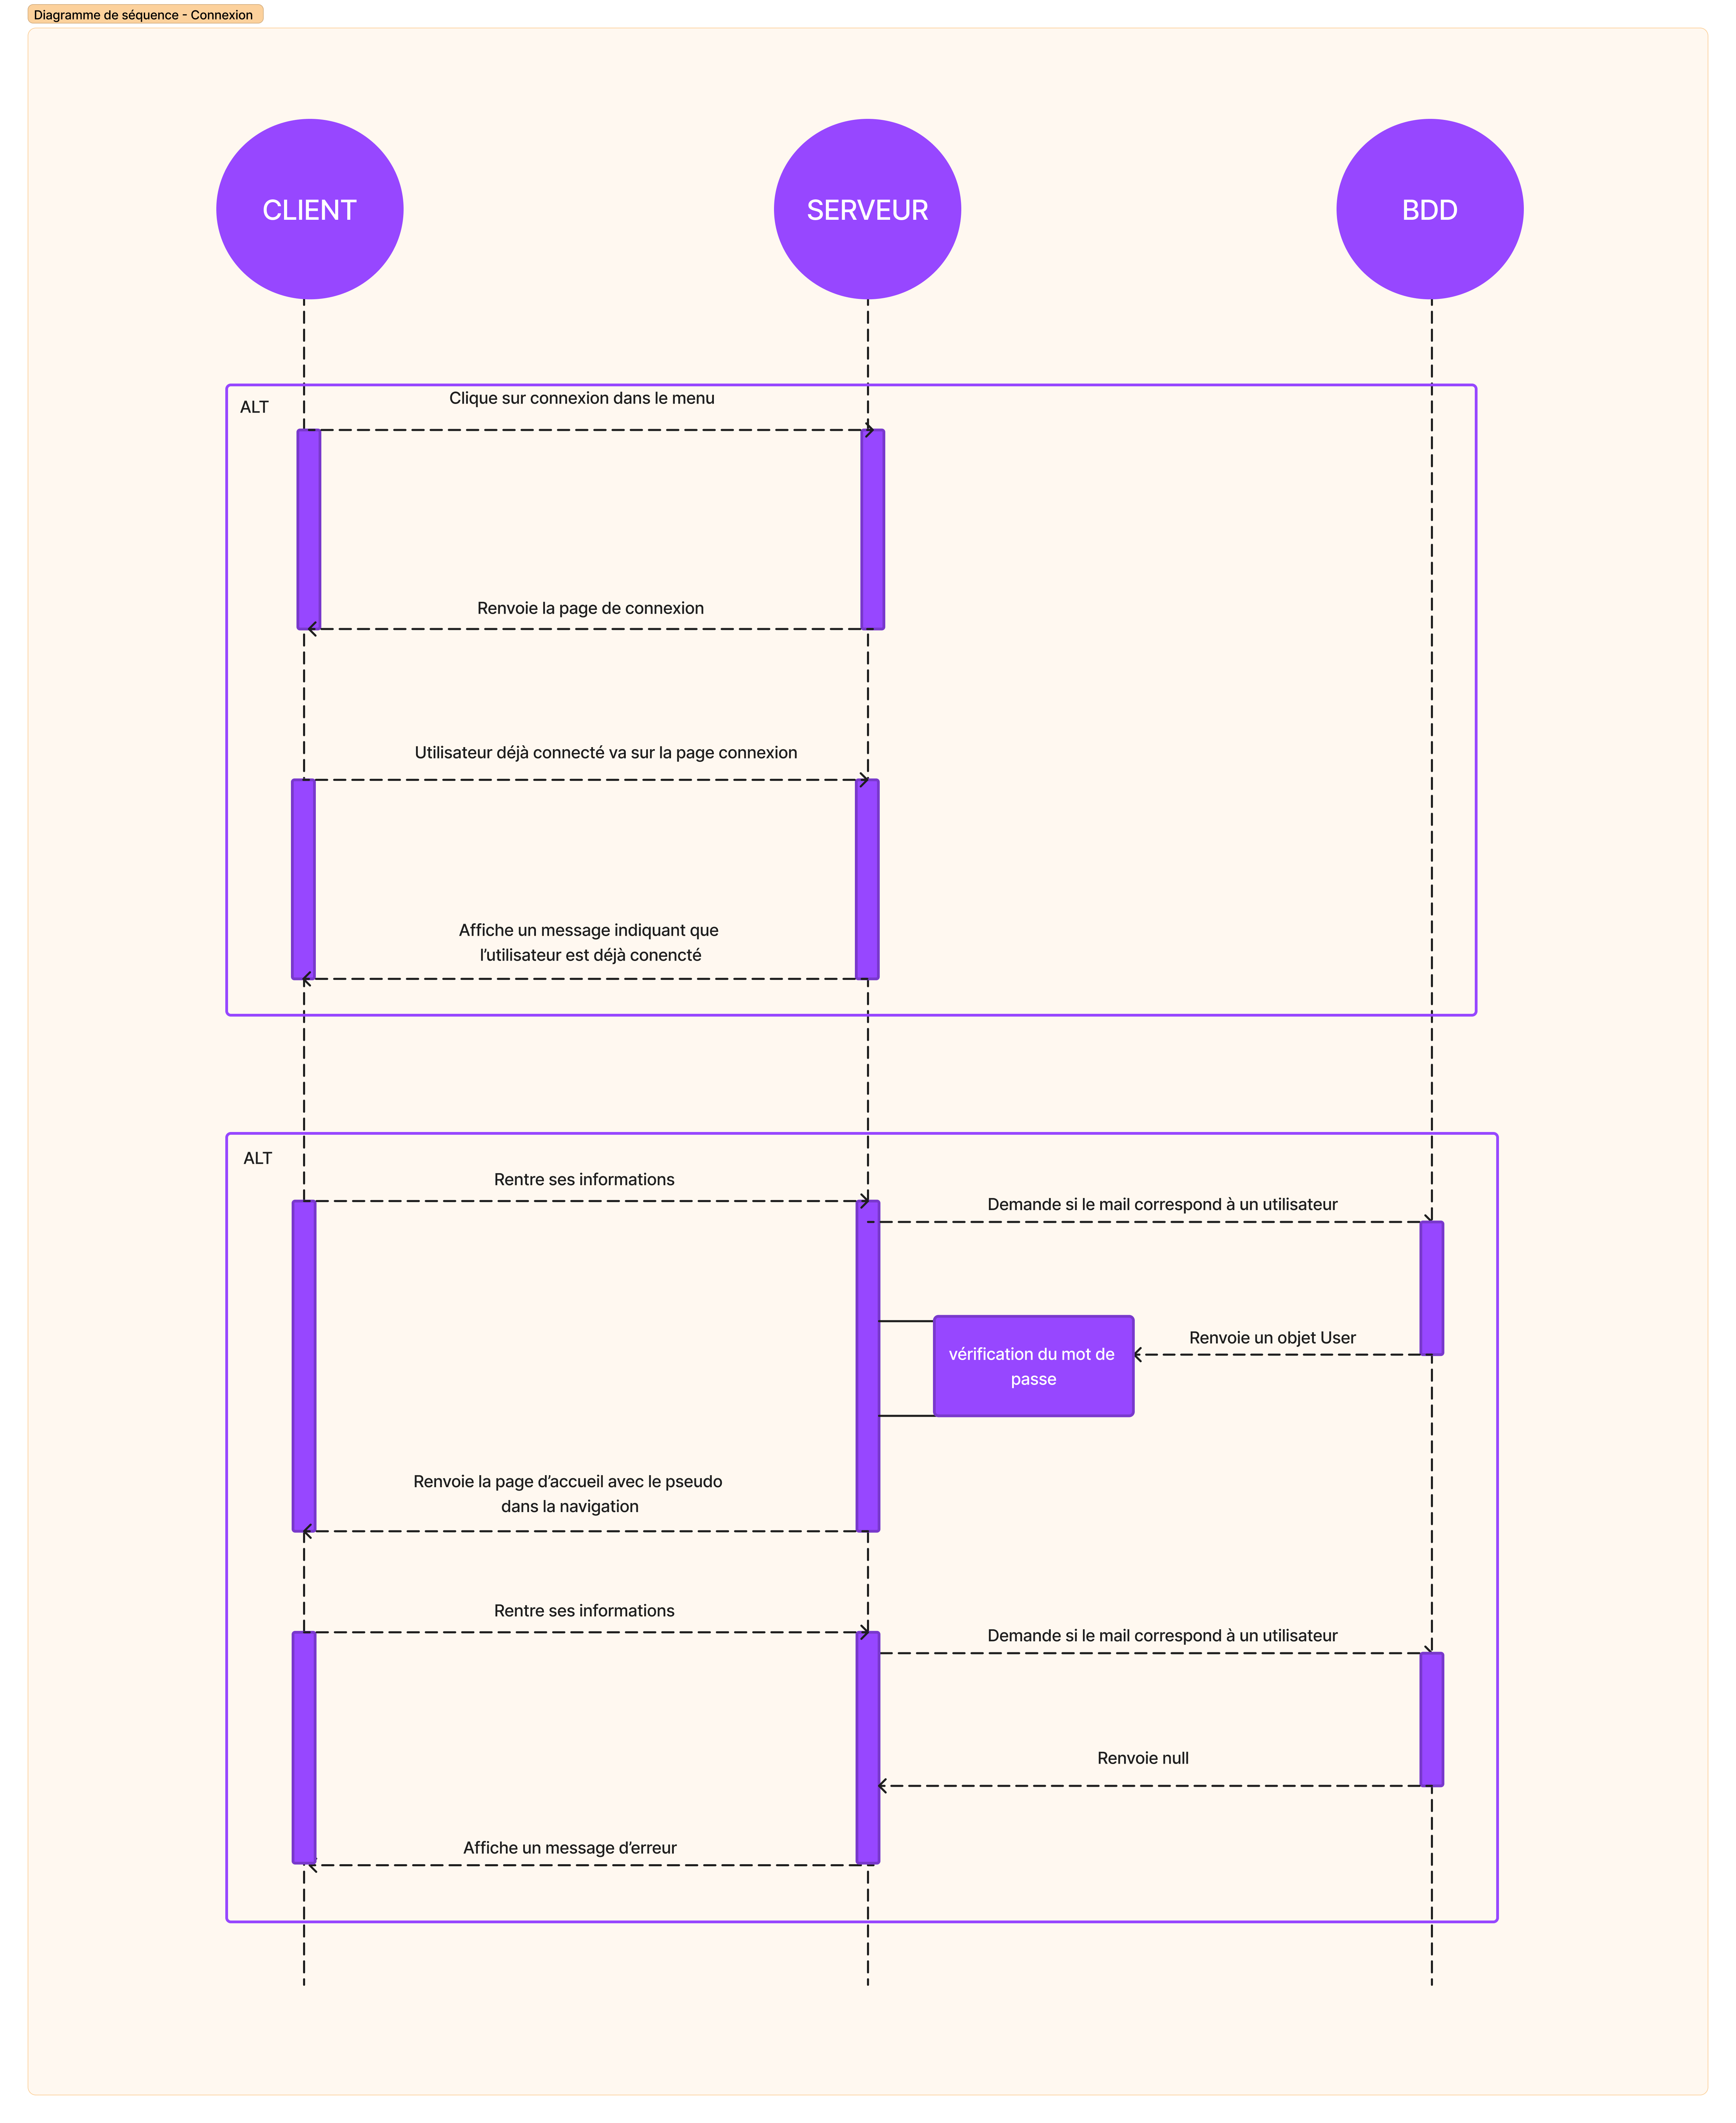 Diagramme de séquence - Connexion
CLIENT
SERVEUR
BDD
ALT
Clique sur connexion dans le menu
Renvoie la page de connexion
Utilisateur déjà connecté va sur la page connexion
Affiche un message indiquant que
l’utilisateur est déjà conencté
ALT
Rentre ses informations
Demande si le mail correspond à un utilisateur
Renvoie un objet User
vérification du mot de
passe
Renvoie la page d’accueil avec le pseudo
dans la navigation
Rentre ses informations
Demande si le mail correspond à un utilisateur
Renvoie null
Affiche un message d’erreur